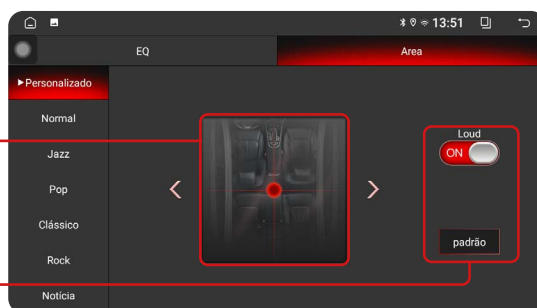 13:51
EQ
Area
Personalizado
Normal
Jazz
Pop
Clássico
Rock
Notícia
Loud
ON
padrão